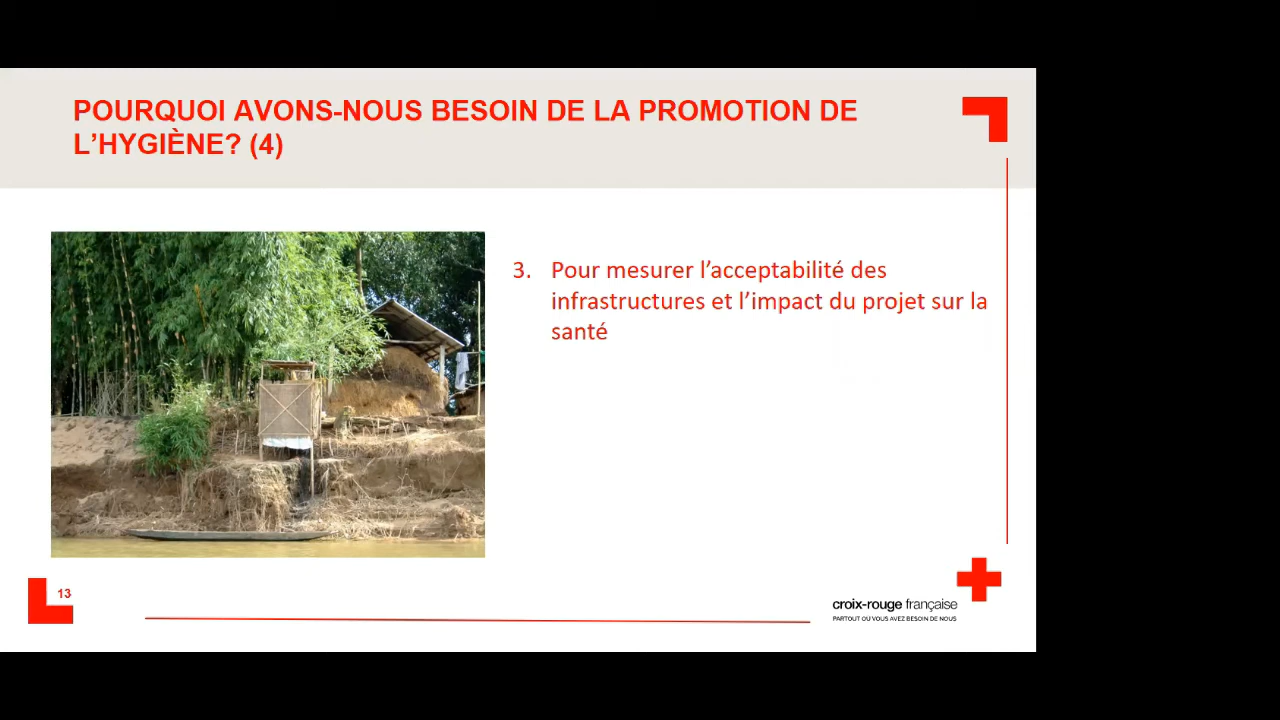 POURQUOI AVONS-NOUS BESOIN DE LA PROMOTION DE
L’HYGIÈNE? (4)
3. Pour mesurer l’acceptabilité des
infrastructures et l’impact du projet sur la
santé
13
croix-rouge française
PARTOUT OÙ VOUS AVEZ BESOIN DE NOUS